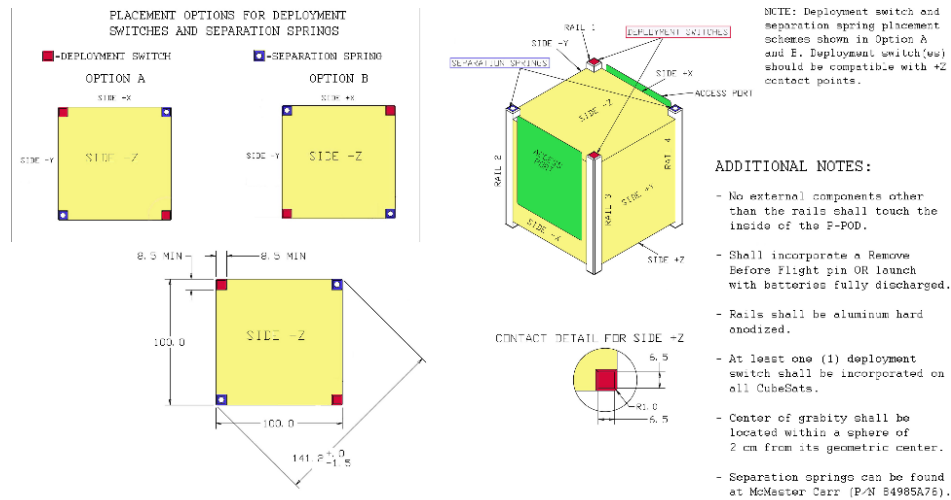 PLACEMENT OPTIONS FOR DEPLOYMENT
SWITCHES AND SEPARATION SPRINGS
-DEPLOYMENT SWITCH
-SEPARATION SPRING
OPTION A
OPTION B
SIDE +X
SIDE +X
SIDE -Y
SIDE -Z
SIDE -Y
SIDE -Z
8.5 MIN
8.5 MIN
100.0
SIDE -Z
100.0
141.2 +.0
-1.5
RAIL 1
DEPLOYMENT SWITCHES
SIDE -Y
SEPARATION SPRINGS
SIDE +X
ACCESS PORT
SIDE -Z
RAIL 2
ACCESS
PORT
RAIL 4
RAIL 3
SIDE +Y
SIDE -X
SIDE +Z
CONTACT DETAIL FOR SIDE +Z
6.5
R1.0
6.5
NOTE: Deployment switch and
separation spring placement
schemes shown in Option A
and B. Deployment switch(es)
should be compatible with +Z
contact points.
ADDITIONAL NOTES:
- No external components other
than the rails shall touch the
inside of the P-POD.
- Shall incorporate a Remove
Before Flight pin OR launch
with batteries fully discharged.
- Rails shall be aluminum hard
anodized.
- At least one (1) deployment
switch shall be incorporated on
all CubeSats.
- Center of grabity shall be
located within a sphere of
2 cm from its geometric center.
- Separation springs can be found
at McMaster Carr (P/N 84985A76).